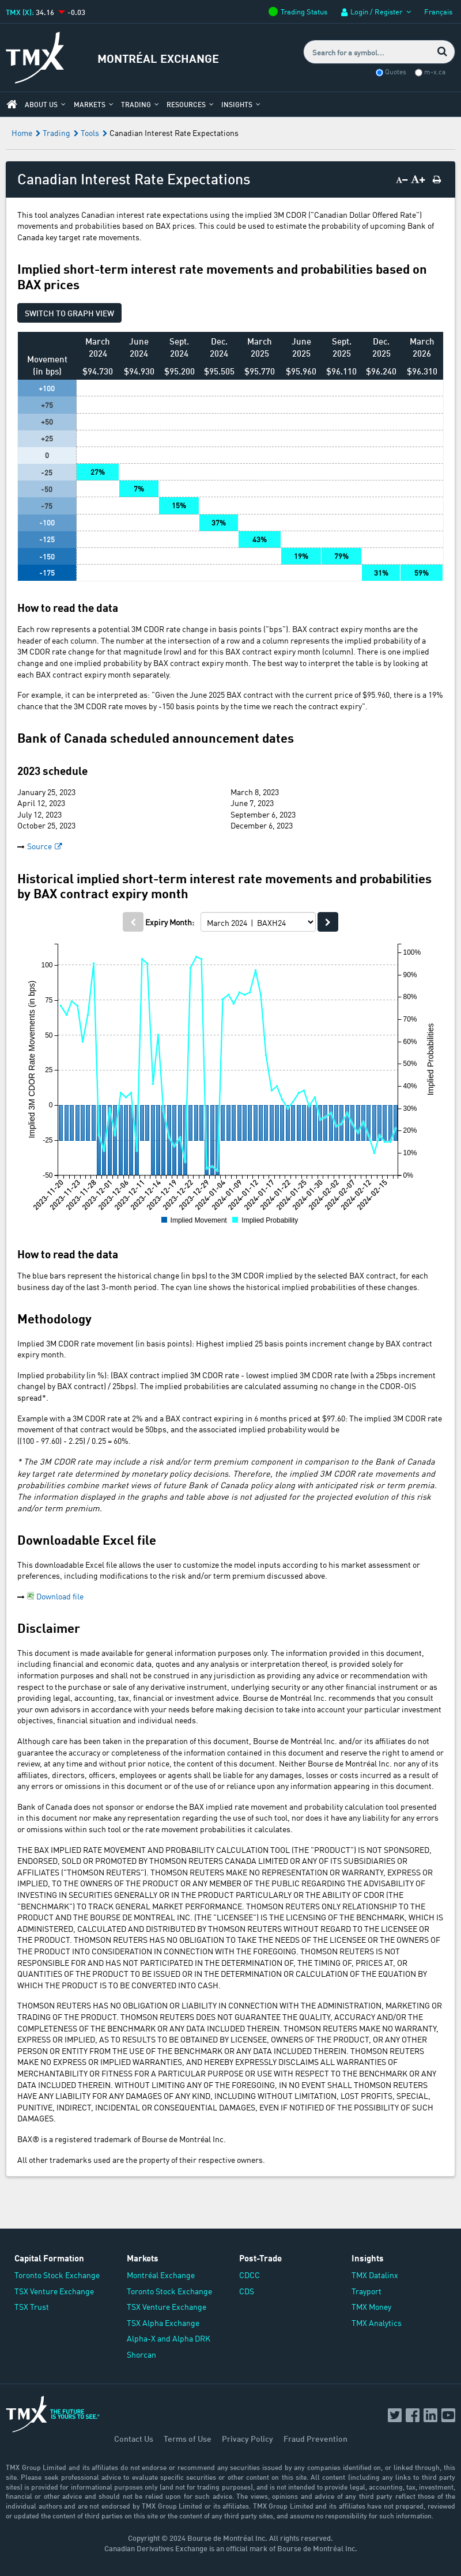 TMX (X): 34.16 -0.03
Trading Status
Login / Register
Français
TMX
MONTRÉAL EXCHANGE
Search for a symbol...
Quotes m-x.ca
ABOUT US MARKETS TRADING RESOURCES INSIGHTS
Home Trading Tools Canadian Interest Rate Expectations
Canadian Interest Rate Expectations
A− A+
This tool analyzes Canadian interest rate expectations using the implied 3M CDOR ("Canadian Dollar Offered Rate")
movements and probabilities based on BAX prices. This could be used to estimate the probability of upcoming Bank of
Canada key target rate movements.
Implied short-term interest rate movements and probabilities based on
BAX prices
SWITCH TO GRAPH VIEW
Movement (in bps) March 2024 June 2024 Sept. 2024 Dec. 2024 March 2025 June 2025 Sept. 2025 Dec. 2025 March 2026
$94.730 $94.930 $95.200 $95.505 $95.770 $95.960 $96.110 $96.240 $96.310
+100
+75
+50
+25
0
-25 27%
-50 7%
-75 15%
-100 37%
-125 43%
-150 19% 79%
-175 31% 59%
How to read the data
Each row represents a potential 3M CDOR rate change in basis points ("bps"). BAX contract expiry months are the
header of each column. The number at the intersection of a row and a column represents the implied probability of a
3M CDOR rate change for that magnitude (row) and for this BAX contract expiry month (column). There is one implied
change and one implied probability by BAX contract expiry month. The best way to interpret the table is by looking at
each BAX contract expiry month separately.
For example, it can be interpreted as: "Given the June 2025 BAX contract with the current price of $95.960, there is a 19%
chance that the 3M CDOR rate moves by -150 basis points by the time we reach the contract expiry".
Bank of Canada scheduled announcement dates
2023 schedule
January 25, 2023 March 8, 2023
April 12, 2023 June 7, 2023
July 12, 2023 September 6, 2023
October 25, 2023 December 6, 2023
Source
Historical implied short-term interest rate movements and probabilities
by BAX contract expiry month
Expiry Month: March 2024 | BAXH24
Implied 3M CDOR Rate Movements (in bps)
100
75
50
25
0
-25
-50
100%
90%
80%
70%
60%
50%
40%
30%
20%
10%
0%
Implied Probabilities
2023-11-20 2023-11-23 2023-11-28 2023-12-01 2023-12-06 2023-12-11 2023-12-14 2023-12-19 2023-12-22 2023-12-29 2024-01-04 2024-01-09 2024-01-12 2024-01-17 2024-01-22 2024-01-25 2024-01-20 2024-02-02 2024-02-07 2024-02-12 2024-02-15
Implied Movement Implied Probability
How to read the data
The blue bars represent the historical change (in bps) to the 3M CDOR implied by the selected BAX contract, for each
business day of the last 3-month period. The cyan line shows the historical implied probabilities of these changes.
Methodology
Implied 3M CDOR rate movement (in basis points): Highest implied 25 basis points increment change by BAX contract
expiry month.
Implied probability (in %): (BAX contract implied 3M CDOR rate - lowest implied 3M CDOR rate (with a 25bps increment
change) by BAX contract) / 25bps). The implied probabilities are calculated assuming no change in the CDOR-OIS
spread*.
Example with a 3M CDOR rate at 2% and a BAX contract expiring in 6 months priced at $97.60: The implied 3M CDOR rate
movement of that contract would be 50bps, and the associated implied probability would be
((100 - 97.60) - 2.25) / 0.25 = 60%.
* The 3M CDOR rate may include a risk and/or term premium component in comparison to the Bank of Canada
key target rate determined by monetary policy decisions. Therefore, the implied 3M CDOR rate movements and
probabilities embed market views of future Bank of Canada policy along with anticipated risk or term premia.
The information displayed in the graphs and table above is not adjusted for the projected evolution of this risk
and/or term premium.
Downloadable Excel file
This downloadable Excel file allows the user to customize the model inputs according to his market assessment or
preferences, including modifications to the risk and/or term premium discussed above.
Download file
Disclaimer
This document is made available for general information purposes only. The information provided in this document,
including financial and economic data, quotes and any analysis or interpretation thereof, is provided solely for
information purposes and shall not be construed in any jurisdiction as providing any advice or recommendation with
respect to the purchase or sale of any derivative instrument, underlying security or any other financial instrument or as
providing legal, accounting, tax, financial or investment advice. Bourse de Montréal Inc. recommends that you consult
your own advisors in accordance with your needs before making decision to take into account your particular investment
objectives, financial situation and individual needs.
Although care has been taken in the preparation of this document, Bourse de Montréal Inc. and/or its affiliates do not
guarantee the accuracy or completeness of the information contained in this document and reserve the right to amend or
review, at any time and without prior notice, the content of this document. Neither Bourse de Montréal Inc. nor any of its
affiliates, directors, officers, employees or agents shall be liable for any damages, losses or costs incurred as a result of
any errors or omissions in this document or of the use of or reliance upon any information appearing in this document.
Bank of Canada does not sponsor or endorse the BAX implied rate movement and probability calculation tool presented
in this document nor make any representation regarding the use of such tool, nor does it have any liability for any errors
or omissions within such tool or the rate movement probabilities it calculates.
THE BAX IMPLIED RATE MOVEMENT AND PROBABILITY CALCULATION TOOL (THE "PRODUCT") IS NOT SPONSORED,
ENDORSED, SOLD OR PROMOTED BY THOMSON REUTERS CANADA LIMITED OR ANY OF ITS SUBSIDIARIES OR
AFFILIATES ("THOMSON REUTERS"). THOMSON REUTERS MAKE NO REPRESENTATION OR WARRANTY, EXPRESS OR
IMPLIED, TO THE OWNERS OF THE PRODUCT OR ANY MEMBER OF THE PUBLIC REGARDING THE ADVISABILITY OF
INVESTING IN SECURITIES GENERALLY OR IN THE PRODUCT PARTICULARLY OR THE ABILITY OF CDOR (THE
"BENCHMARK") TO TRACK GENERAL MARKET PERFORMANCE. THOMSON REUTERS ONLY RELATIONSHIP TO THE
PRODUCT AND THE BOURSE DE MONTREAL INC. (THE "LICENSEE") IS THE LICENSING OF THE BENCHMARK, WHICH IS
ADMINISTERED, CALCULATED AND DISTRIBUTED BY THOMSON REUTERS WITHOUT REGARD TO THE LICENSEE OR
THE PRODUCT. THOMSON REUTERS HAS NO OBLIGATION TO TAKE THE NEEDS OF THE LICENSEE OR THE OWNERS OF
THE PRODUCT INTO CONSIDERATION IN CONNECTION WITH THE FOREGOING. THOMSON REUTERS IS NOT
RESPONSIBLE FOR AND HAS NOT PARTICIPATED IN THE DETERMINATION OF, THE TIMING OF, PRICES AT, OR
QUANTITIES OF THE PRODUCT TO BE ISSUED OR IN THE DETERMINATION OR CALCULATION OF THE EQUATION BY
WHICH THE PRODUCT IS TO BE CONVERTED INTO CASH.
THOMSON REUTERS HAS NO OBLIGATION OR LIABILITY IN CONNECTION WITH THE ADMINISTRATION, MARKETING OR
TRADING OF THE PRODUCT. THOMSON REUTERS DOES NOT GUARANTEE THE QUALITY, ACCURACY AND/OR THE
COMPLETENESS OF THE BENCHMARK OR ANY DATA INCLUDED THEREIN. THOMSON REUTERS MAKE NO WARRANTY,
EXPRESS OR IMPLIED, AS TO RESULTS TO BE OBTAINED BY LICENSEE, OWNERS OF THE PRODUCT, OR ANY OTHER
PERSON OR ENTITY FROM THE USE OF THE BENCHMARK OR ANY DATA INCLUDED THEREIN. THOMSON REUTERS
MAKE NO EXPRESS OR IMPLIED WARRANTIES, AND HEREBY EXPRESSLY DISCLAIMS ALL WARRANTIES OF
MERCHANTABILITY OR FITNESS FOR A PARTICULAR PURPOSE OR USE WITH RESPECT TO THE BENCHMARK OR ANY
DATA INCLUDED THEREIN. WITHOUT LIMITING ANY OF THE FOREGOING, IN NO EVENT SHALL THOMSON REUTERS
HAVE ANY LIABILITY FOR ANY DAMAGES OF ANY KIND, INCLUDING WITHOUT LIMITATION, LOST PROFITS, SPECIAL,
PUNITIVE, INDIRECT, INCIDENTAL OR CONSEQUENTIAL DAMAGES, EVEN IF NOTIFIED OF THE POSSIBILITY OF SUCH
DAMAGES.
BAX® is a registered trademark of Bourse de Montréal Inc.
All other trademarks used are the property of their respective owners.
Capital Formation Markets Post-Trade Insights
Toronto Stock Exchange Montréal Exchange CDCC TMX Datalinx
TSX Venture Exchange Toronto Stock Exchange CDS Trayport
TSX Trust TSX Venture Exchange TMX Money
TSX Alpha Exchange TMX Analytics
Alpha-X and Alpha DRK
Shorcan
TMX THE FUTURE
IS YOURS TO SEE.®
Contact Us Terms of Use Privacy Policy Fraud Prevention
TMX Group Limited and its affiliates do not endorse or recommend any securities issued by any companies identified on, or linked through, this
site. Please seek professional advice to evaluate specific securities or other content on this site. All content (including any links to third party
sites) is provided for informational purposes only (and not for trading purposes), and is not intended to provide legal, accounting, tax, investment,
financial or other advice and should not be relied upon for such advice. The views, opinions and advice of any third party reflect those of the
individual authors and are not endorsed by TMX Group Limited or its affiliates. TMX Group Limited and its affiliates have not prepared, reviewed
or updated the content of third parties on this site or the content of any third party sites, and assume no responsibility for such information.
Copyright © 2024 Bourse de Montréal Inc. All rights reserved.
Canadian Derivatives Exchange is an official mark of Bourse de Montréal Inc.